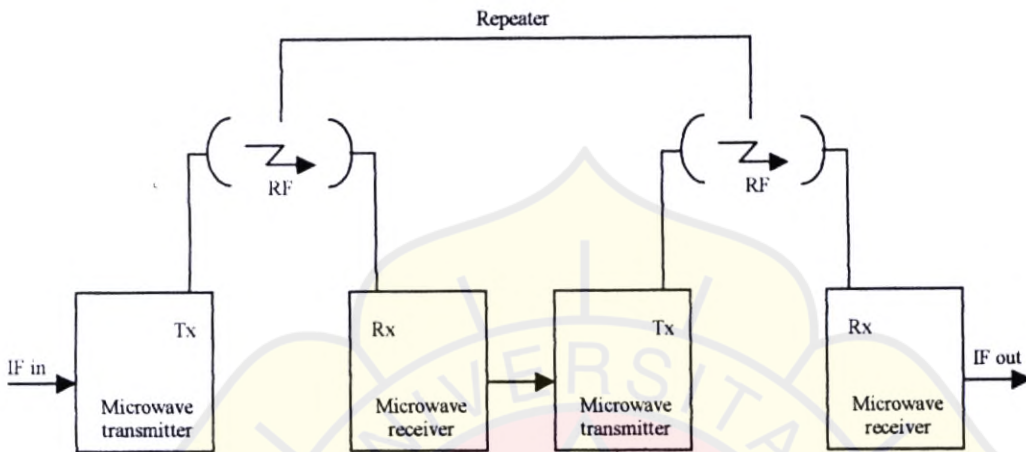 Repeater
RF
RF
Tx
Rx
Tx
Rx
IF in
IF out
Microwave
transmitter
Microwave
receiver
Microwave
transmitter
Microwave
receiver
UNIVERSITA